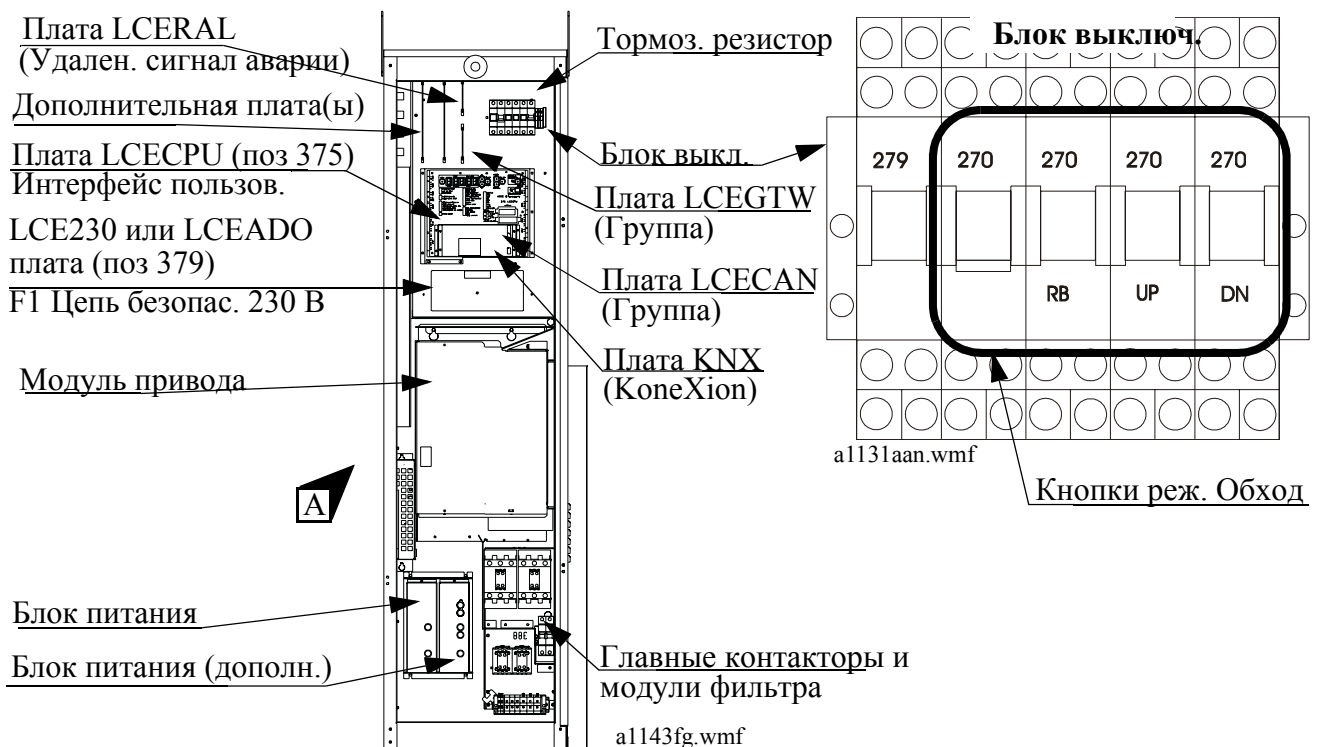 Плата LCERAL
(Удален. сигнал аварии)
Дополнительная плата(ы)
Плата LCECPU (поз 375)
Интерфейс пользов.
LCE230 или LCEADO
плата (поз 379)
F1 Цепь безопас. 230 В
Модуль привода
A
Блок питания
Блок питания (дополн.)
Тормоз. резистор
Блок выкл.
Плата LCEGTW
(Группа)
Плата LCECAN
(Группа)
Плата KNX
(KoneXion)
388
Главные контакторы и
модули фильтра
a1143fg.wmf
Блок выключ.
279 270 270 270 270
RB UP DN
a1131aan.wmf
Кнопки реж. Обход